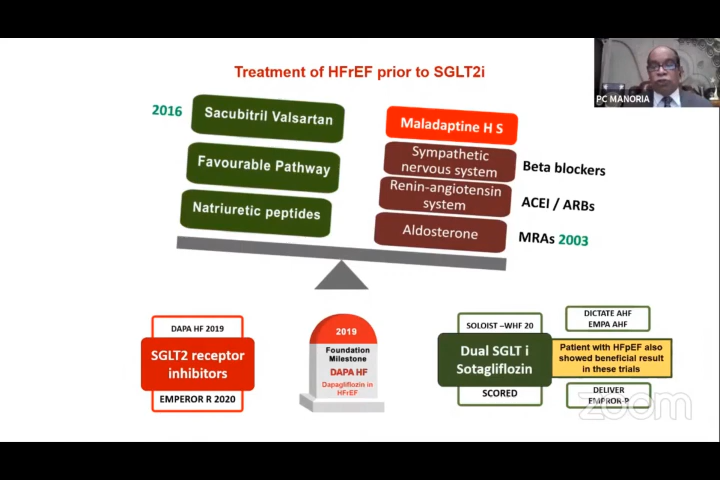 Treatment of HFrEF prior to SGLT2i
PC MANORIA
2016
Sacubitril Valsartan
Favourable Pathway
Natriuretic peptides
Maladaptine H S
Sympathetic
nervous system
Beta blockers
Renin-angiotensin
system
ACEI / ARBs
Aldosterone
MRAs 2003
DAPA HF 2019
SGLT2 receptor
inhibitors
EMPEROR R 2020
2019
Foundation
Milestone
DAPA HF
Dapagliflozin in
HFrEF
SOLOIST –WHF 20
Dual SGLT i
Sotagliflozin
SCORED
DICTATE AHF
EMPA AHF
Patient with HFpEF also
showed beneficial result
in these trials
DELIVER
EMPROR-P
zoom